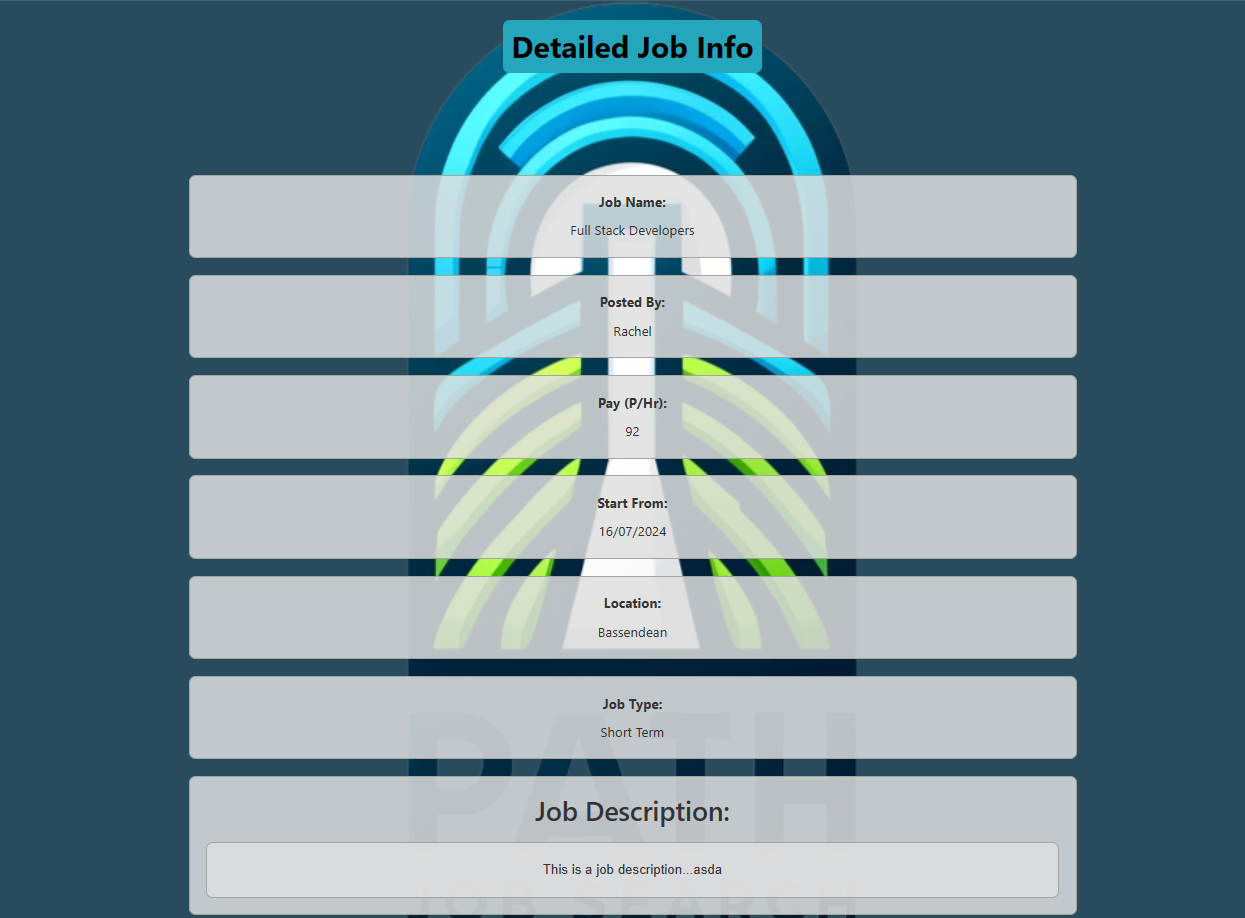 Detailed Job Info
Job Name:
Full Stack Developers
Posted By:
Rachel
Pay (P/Hr):
92
Start From:
16/07/2024
Location:
Bassendean
Job Type:
Short Term
PATH
Job Description:
This is a job description...asda
JOB SEARCH